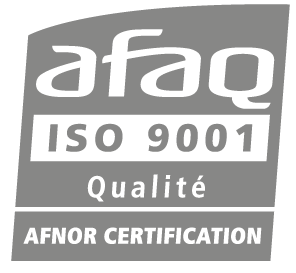 afaq
ISO 9001
Qualité
AFNOR CERTIFICATION